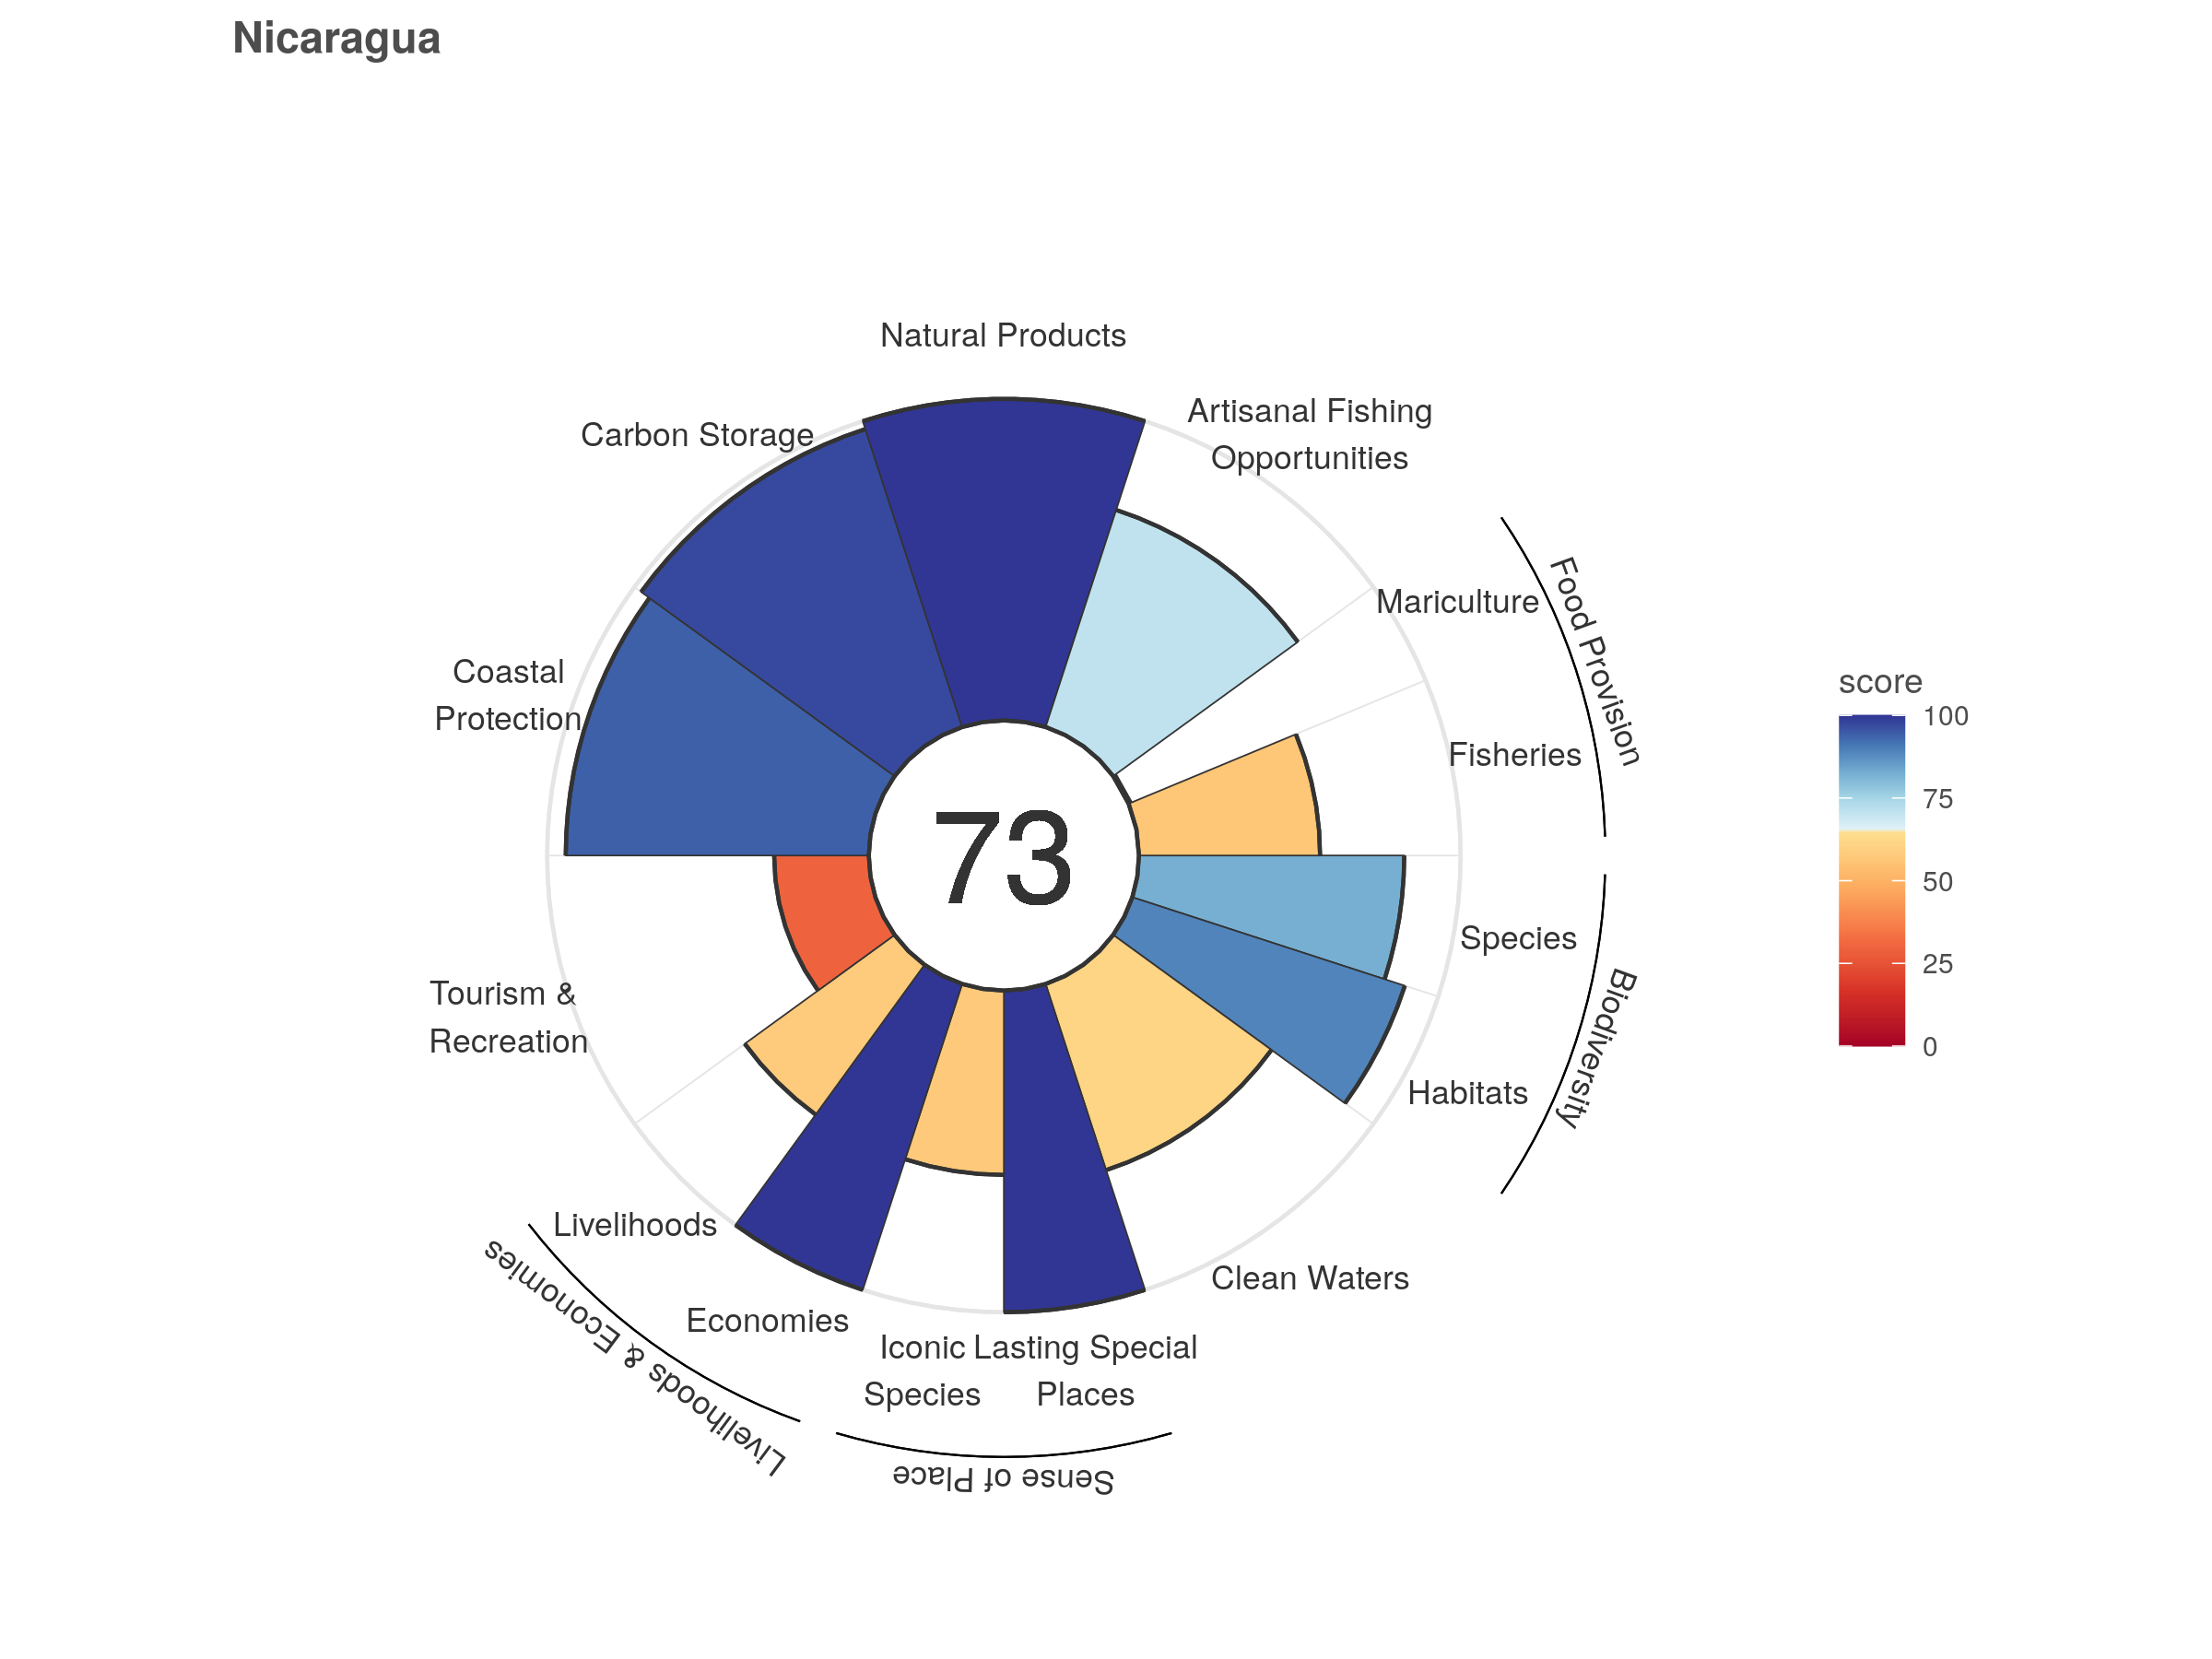 Nicaragua
Natural Products
Artisanal Fishing
Opportunities
Carbon Storage
Mariculture
Food Provision
Coastal
Protection
Fisheries
score
100
75
50
25
0
73
Species
Biodiversity
Tourism &
Recreation
Habitats
Livelihoods
Clean Waters
Economies
Livelihoods & Economies
Iconic
Species
Lasting Special
Places
Sense of Place